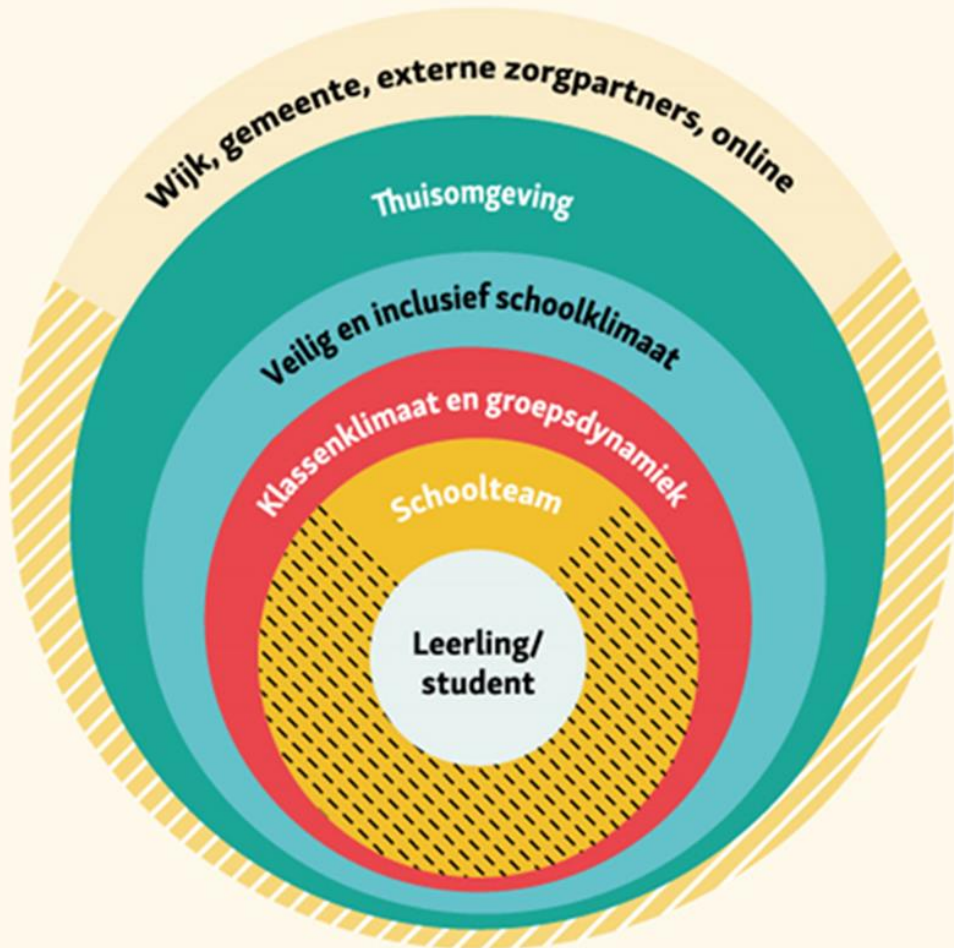 Wijk, gemeente, externe zorgpartners, online
Thuisomgeving
Veilig en inclusief schoolklimaat
Klassenklimaat en groepsdynamiek
Schoolteam
Leerling/
student